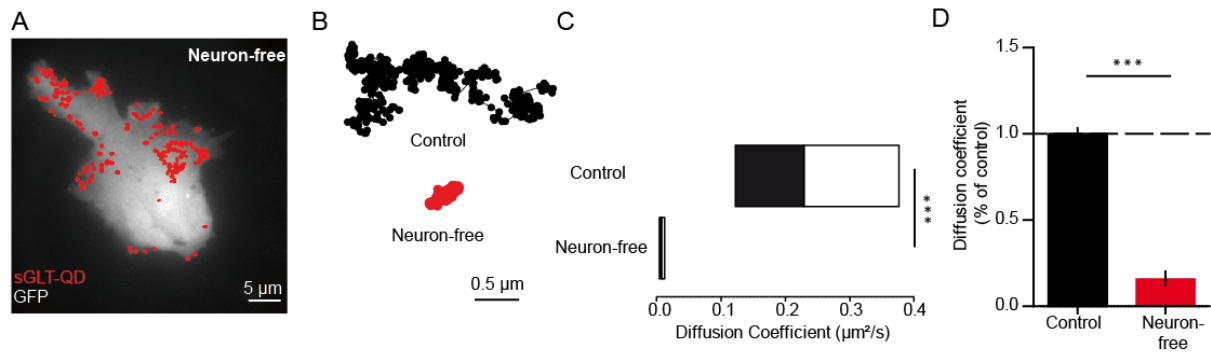 A
Neuron-free
sGLT-QD
GFP
5 µm
B
Control
Neuron-free
0.5 µm
C
Control
Neuron-free
***
0.0
0.1
0.2
0.3
0.4
Diffusion Coefficient (µm²/s)
D
Diffusion coefficient
(% of control)
1.5
1.0
0.5
0.0
***
Control
Neuron-
free